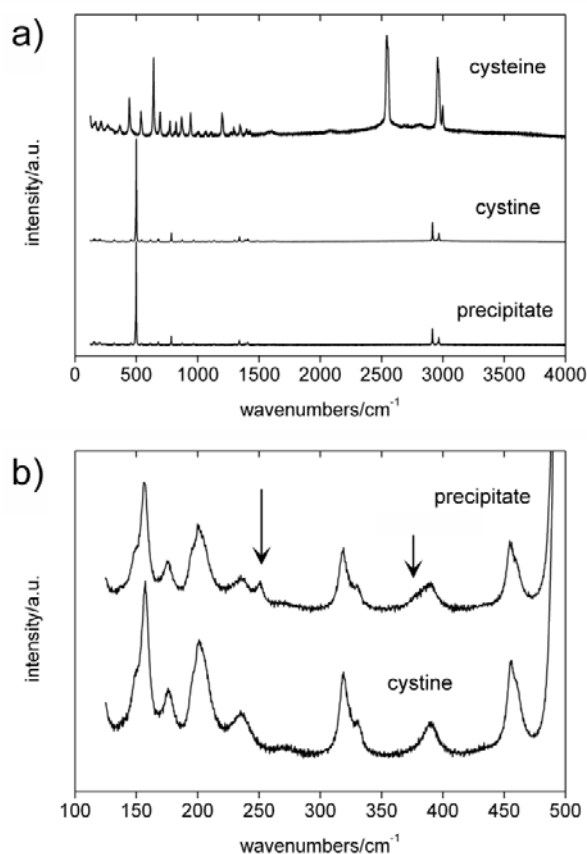 a)
cysteine
cystine
precipitate
intensity/a.u.
0 500 1000 1500 2000 2500 3000 3500 4000
wavenumbers/cm⁻¹
b)
precipitate
cystine
intensity/a.u.
100 150 200 250 300 350 400 450 500
wavenumbers/cm⁻¹